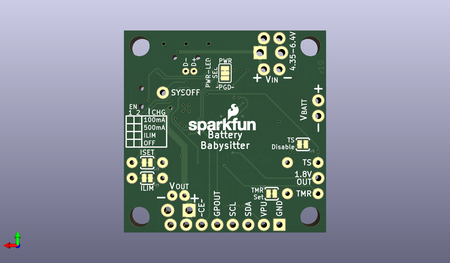 D-
D+
PWR
PWR-LED
SEL
-PGD-
4.35-6.4V
+ VIN -
SYSOFF
VBATT
+
-
EN
1 2 ICHG
100mA
500mA
ILIM
OFF
sparkfun
Battery
Babysitter
TS
Disable
ISET
TS
1.8V
OUT
ILIM
VOUT
TMR
Set
TMR
- +
-CE-
GPOUT
SCL
SDA
VPU
GND